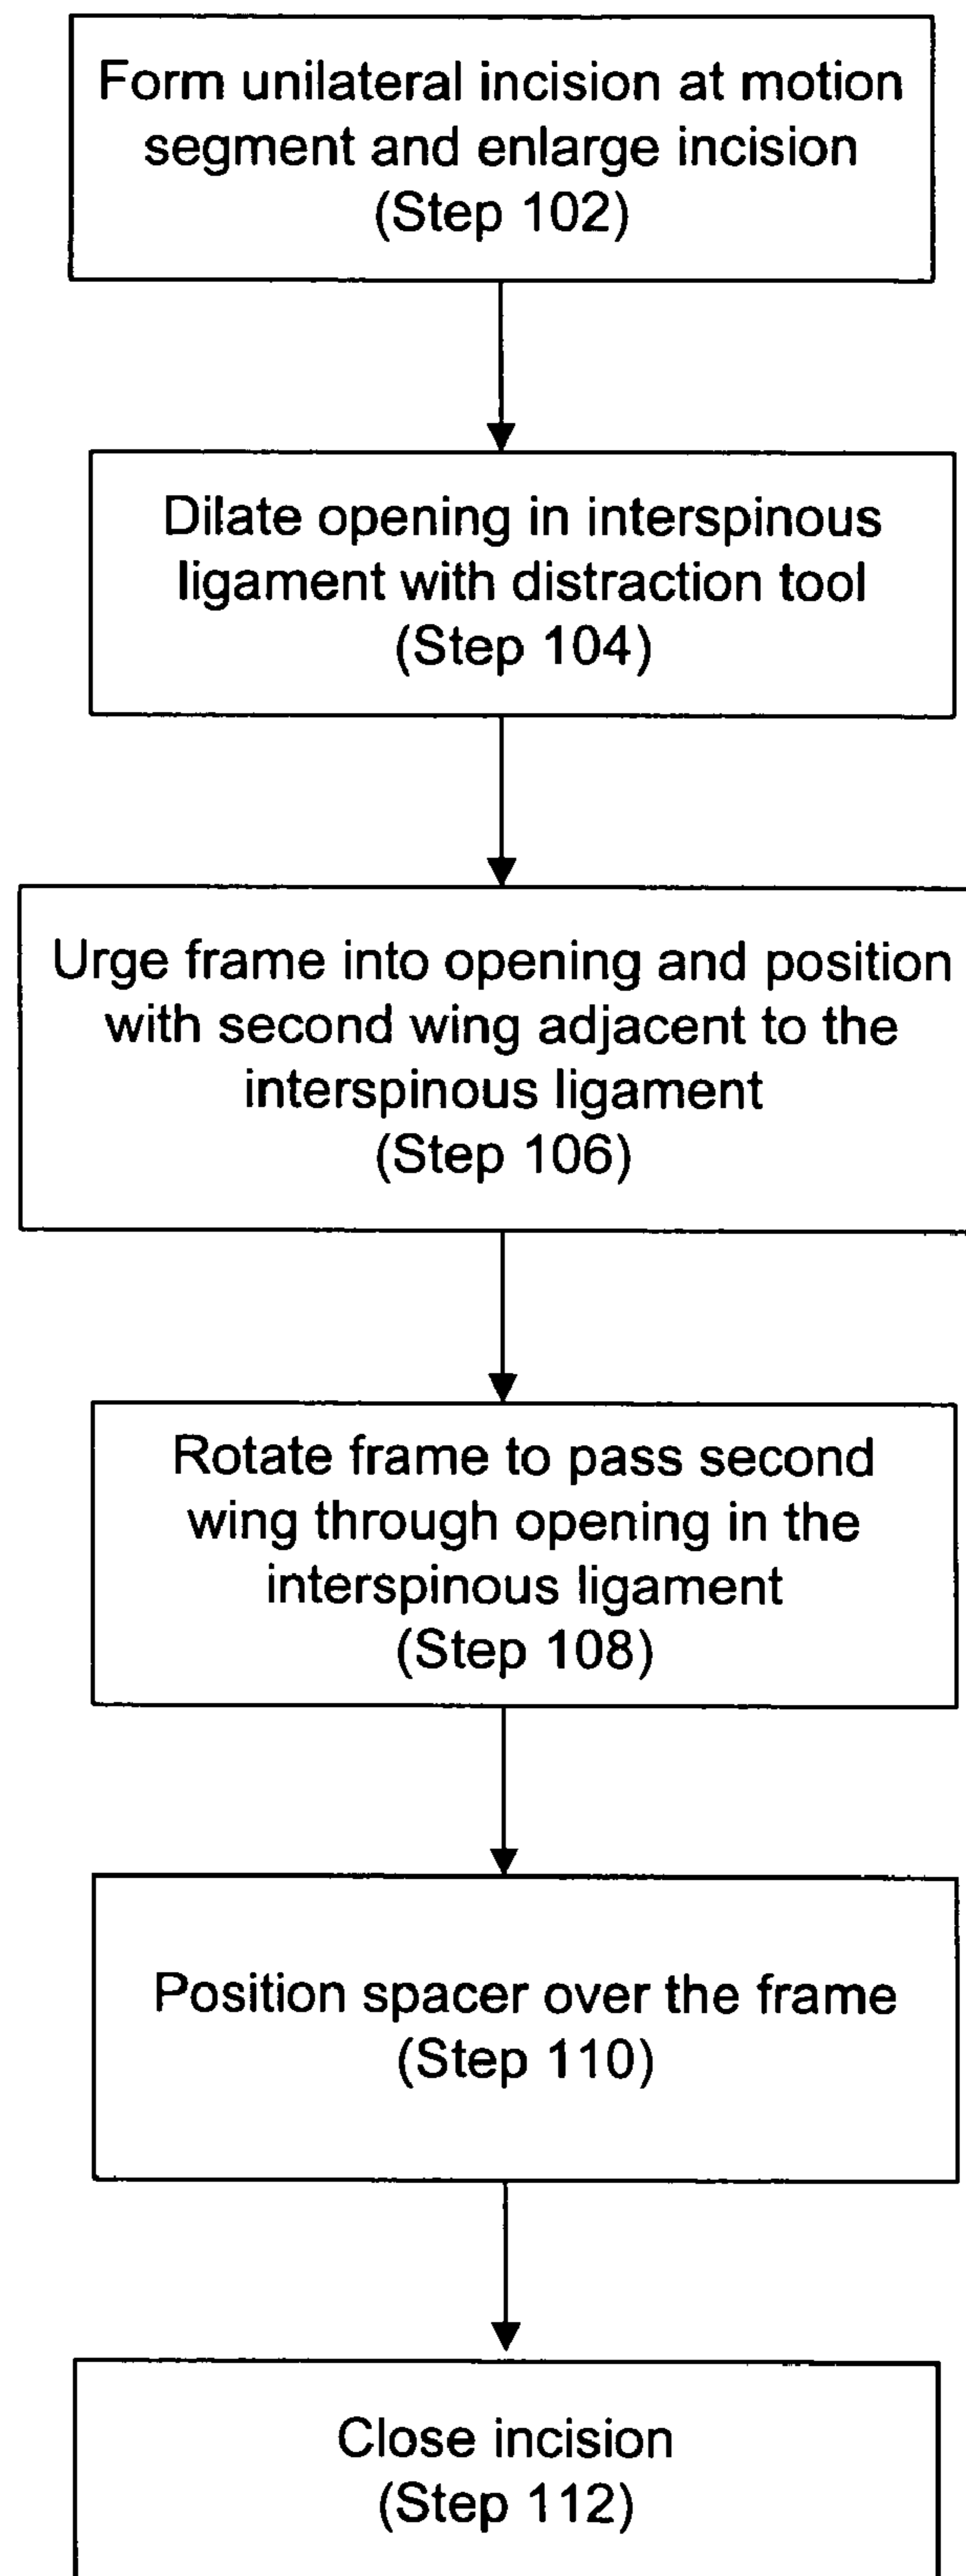 Form unilateral incision at motion
segment and enlarge incision
(Step 102)
Dilate opening in interspinous
ligament with distraction tool
(Step 104)
Urge frame into opening and position
with second wing adjacent to the
interspinous ligament
(Step 106)
Rotate frame to pass second
wing through opening in the
interspinous ligament
(Step 108)
Position spacer over the frame
(Step 110)
Close incision
(Step 112)